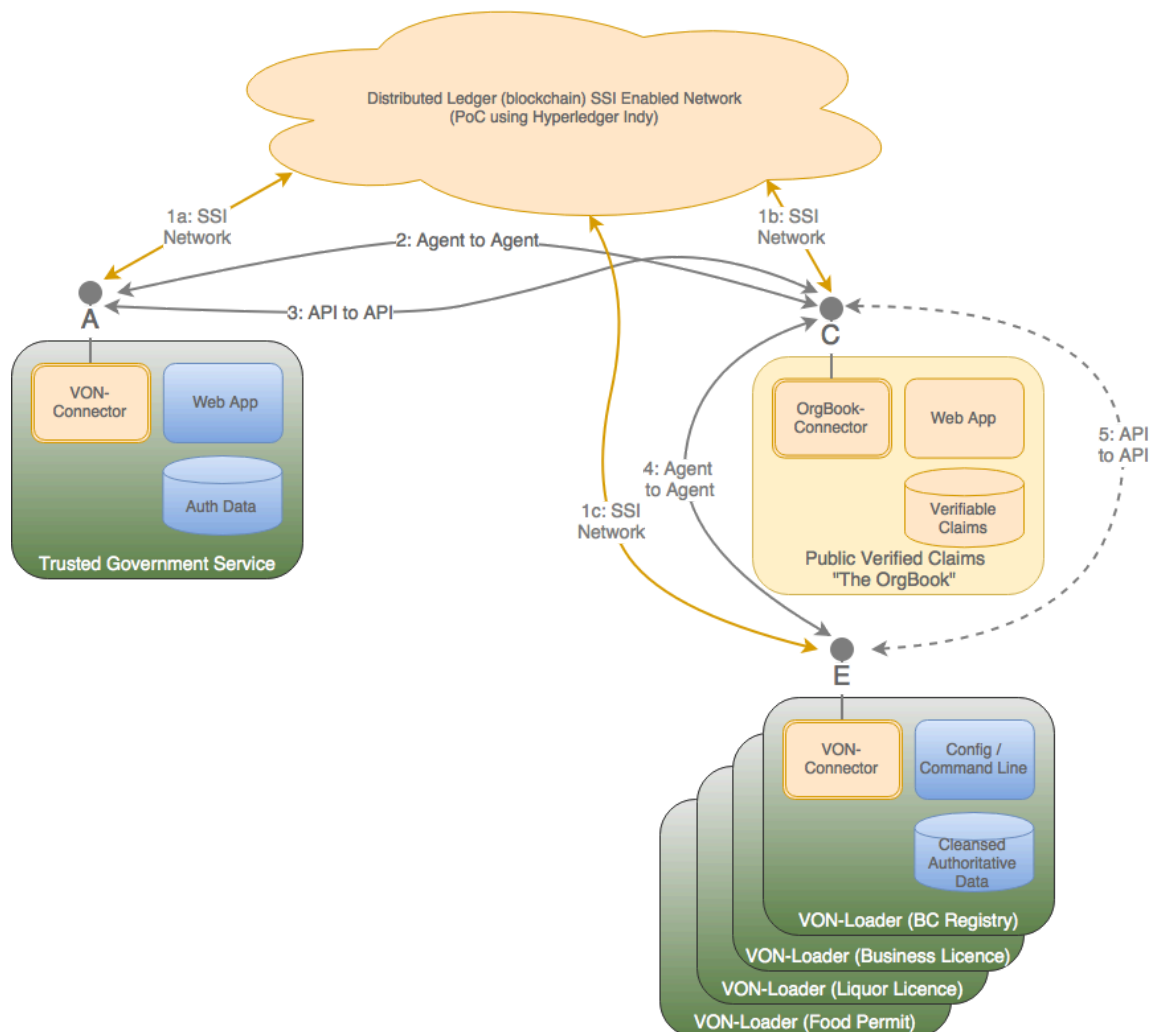 Distributed Ledger (blockchain) SSI Enabled Network
(PoC using Hyperledger Indy)
1a: SSI
Network
1b: SSI
Network
2: Agent to Agent
3: API to API
A
C
VON-
Connector
Web App
Auth Data
Trusted Government Service
OrgBook-
Connector
Web App
Verifiable
Claims
Public Verified Claims
"The OrgBook"
5: API
to API
4: Agent
to Agent
1c: SSI
Network
E
VON-
Connector
Config /
Command Line
Cleansed
Authoritative
Data
VON-Loader (BC Registry)
VON-Loader (Business Licence)
VON-Loader (Liquor Licence)
VON-Loader (Food Permit)